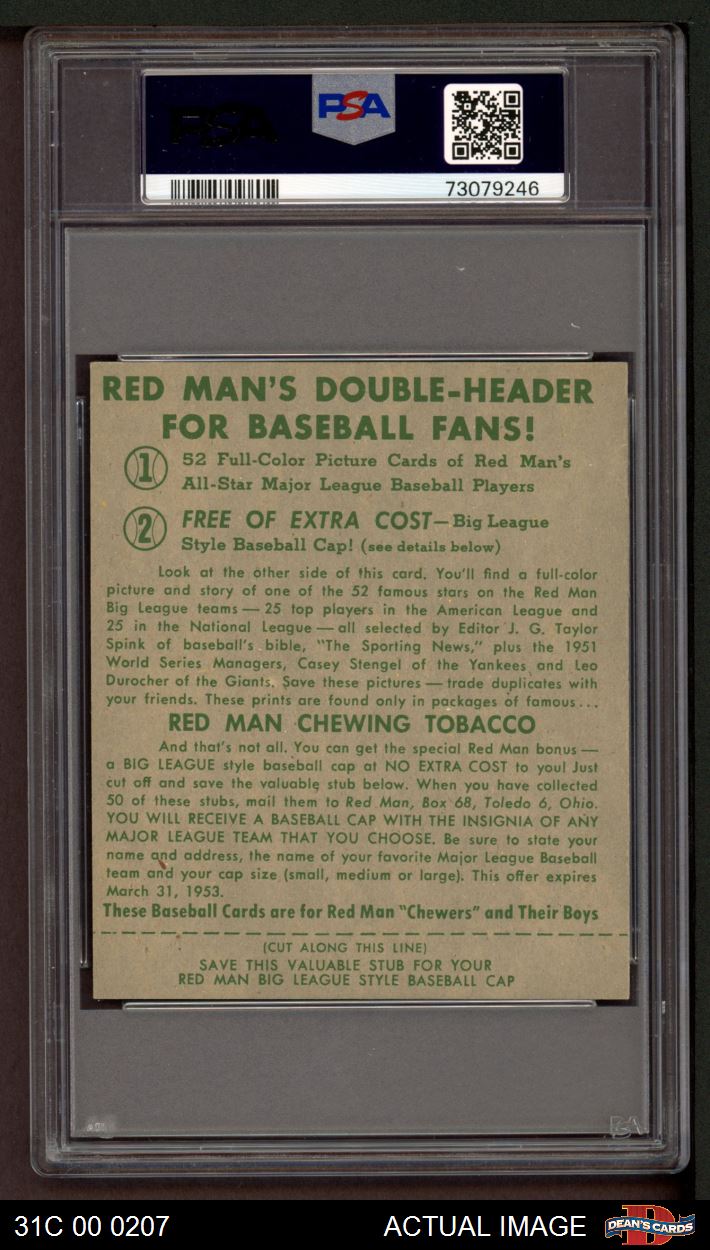 PSA
PSA
73079246
RED MAN'S DOUBLE-HEADER
FOR BASEBALL FANS!
1 52 Full-Color Picture Cards of Red Man's
All-Star Major League Baseball Players
2 FREE OF EXTRA COST—Big League
Style Baseball Cap! (see details below)
Look at the other side of this card. You'll find a full-color
picture and story of one of the 52 famous stars on the Red Man
Big League teams — 25 top players in the American League and
25 in the National League — all selected by Editor J. G. Taylor
Spink of baseball's bible, "The Sporting News," plus the 1951
World Series Managers, Casey Stengel of the Yankees and Leo
Durocher of the Giants. Save these pictures — trade duplicates with
your friends. These prints are found only in packages of famous...
RED MAN CHEWING TOBACCO
And that's not all. You can get the special Red Man bonus —
a BIG LEAGUE style baseball cap at NO EXTRA COST to you! Just
cut off and save the valuable stub below. When you have collected
50 of these stubs, mail them to Red Man, Box 68, Toledo 6, Ohio.
YOU WILL RECEIVE A BASEBALL CAP WITH THE INSIGNIA OF ANY
MAJOR LEAGUE TEAM THAT YOU CHOOSE. Be sure to state your
name and address, the name of your favorite Major League Baseball
team and your cap size (small, medium or large). This offer expires
March 31, 1953.
These Baseball Cards are for Red Man "Chewers" and Their Boys
(CUT ALONG THIS LINE)
SAVE THIS VALUABLE STUB FOR YOUR
RED MAN BIG LEAGUE STYLE BASEBALL CAP
PSA
31C 00 0207
ACTUAL IMAGE
DEAN'S CARDS